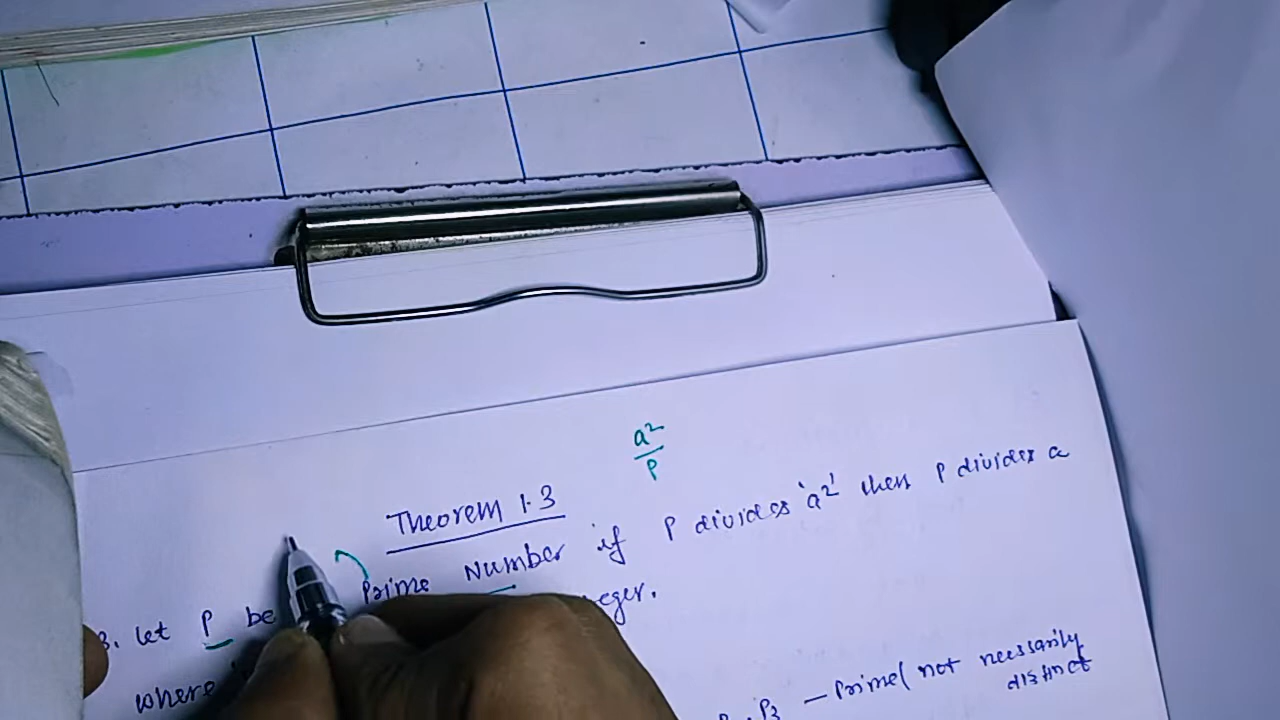 a²
P
Theorem 1.3
3. Let P be Prime Number if P divides 'a²' then P divides a
where
P₃ — Prime( not necessarily
distinct